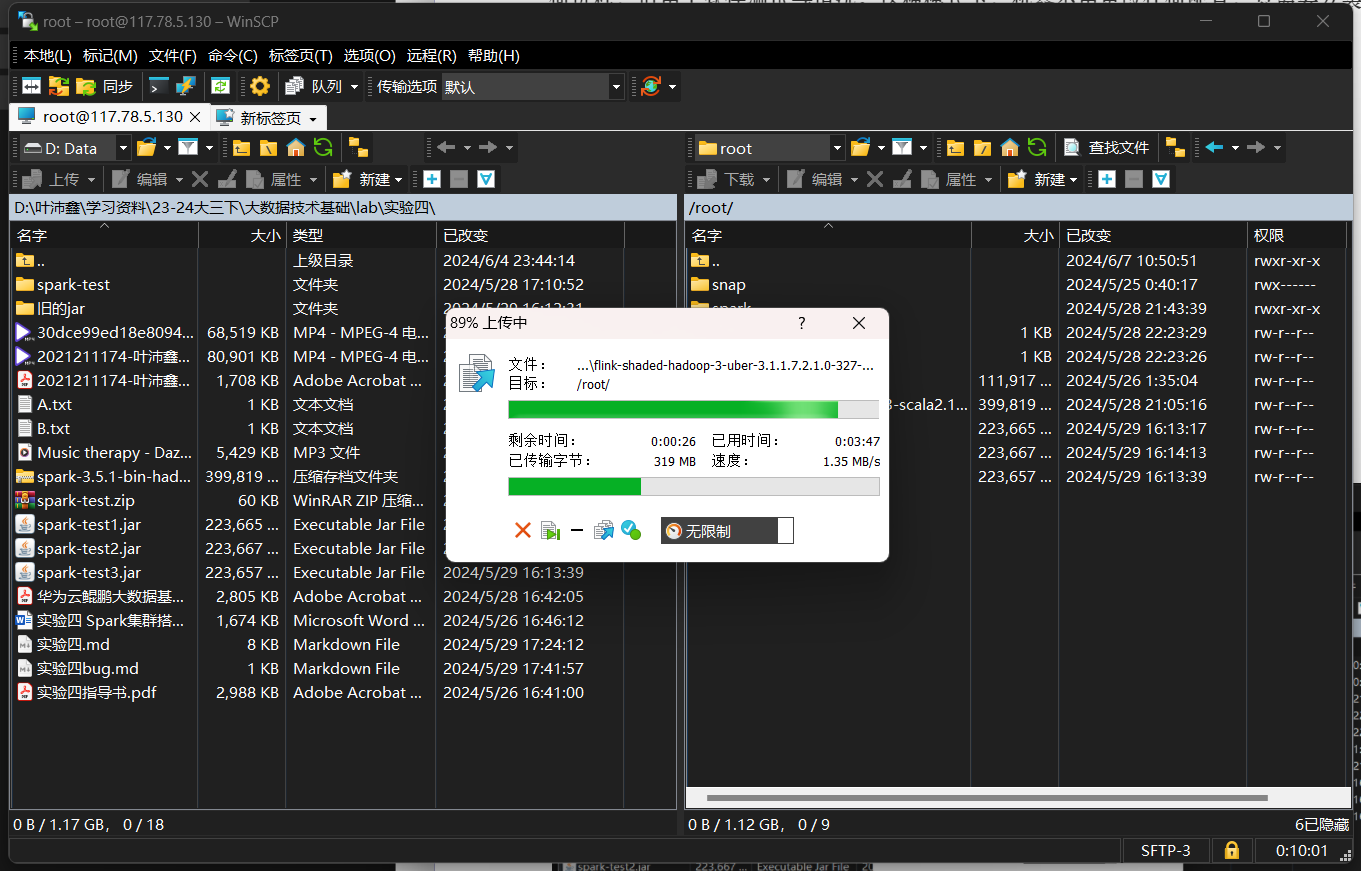 root – root@117.78.5.130 – WinSCP
本地(L) 标记(M) 文件(F) 命令(C) 标签页(T) 选项(O) 远程(R) 帮助(H)
同步 队列 传输选项 默认
root@117.78.5.130 新标签页
D: Data
root 查找文件
上传 编辑 属性 新建
下载 编辑 属性 新建
D:\叶沛鑫\学习资料\23-24大三下\大数据技术基础\lab\实验四\
/root/
名字 大小 类型 已改变
名字 大小 已改变 权限
.. 上级目录 2024/6/4 23:44:14
spark-test 文件夹 2024/5/28 17:10:52
旧的jar 文件夹
30dce99ed18e8094... 68,519 KB MP4 - MPEG-4 电...
2021211174-叶沛鑫... 80,901 KB MP4 - MPEG-4 电...
2021211174-叶沛鑫... 1,708 KB Adobe Acrobat ...
A.txt 1 KB 文本文档
B.txt 1 KB 文本文档
Music therapy - Daz... 5,429 KB MP3 文件
spark-3.5.1-bin-had... 399,819 ... 压缩存档文件夹
spark-test.zip 60 KB WinRAR ZIP 压缩...
spark-test1.jar 223,665 ... Executable Jar File
spark-test2.jar 223,667 ... Executable Jar File
spark-test3.jar 223,657 ... Executable Jar File 2024/5/29 16:13:39
华为云鲲鹏大数据基... 2,805 KB Adobe Acrobat ... 2024/5/28 16:42:05
实验四 Spark集群搭... 1,674 KB Microsoft Word ... 2024/5/26 16:46:12
实验四.md 8 KB Markdown File 2024/5/29 17:24:12
实验四bug.md 1 KB Markdown File 2024/5/29 17:41:57
实验四指导书.pdf 2,988 KB Adobe Acrobat ... 2024/5/26 16:41:00
.. 2024/6/7 10:50:51 rwxr-xr-x
snap 2024/5/25 0:40:17 rwx------
spark 2024/5/28 21:43:39 rwxr-xr-x
1 KB 2024/5/28 22:23:29 rw-r--r--
1 KB 2024/5/28 22:23:26 rw-r--r--
111,917 ... 2024/5/26 1:35:04 rw-r--r--
3-scala2.1... 399,819 ... 2024/5/28 21:05:16 rw-r--r--
223,665 ... 2024/5/29 16:13:17 rw-r--r--
223,667 ... 2024/5/29 16:14:13 rw-r--r--
223,657 ... 2024/5/29 16:13:39 rw-r--r--
89% 上传中 ?
文件： ...\flink-shaded-hadoop-3-uber-3.1.1.7.2.1.0-327-...
目标： /root/
剩余时间： 0:00:26 已用时间： 0:03:47
已传输字节： 319 MB 速度： 1.35 MB/s
无限制
0 B / 1.17 GB， 0 / 18
0 B / 1.12 GB， 0 / 9 6已隐藏
SFTP-3 0:10:01
spark-test2.jar 223,667 ... Executable Jar File 20